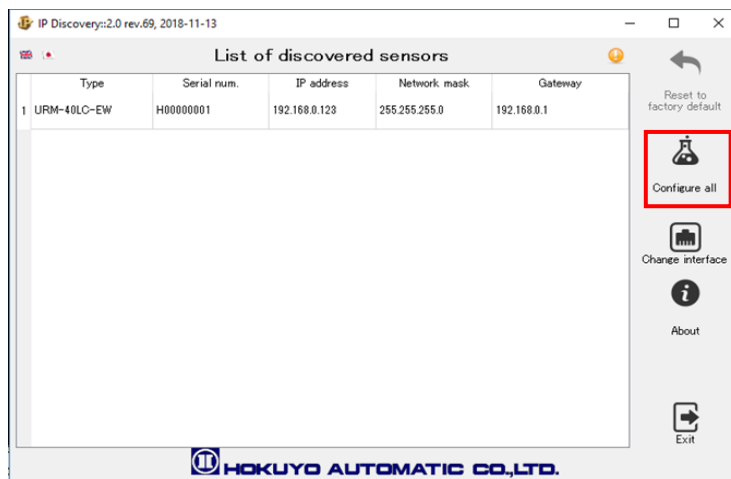 IP Discovery::2.0 rev.69, 2018-11-13
List of discovered sensors
Type Serial num. IP address Network mask Gateway
1 URM-40LC-EW H00000001 192.168.0.123 255.255.255.0 192.168.0.1
Reset to
factory default
Configure all
Change interface
About
Exit
HOKUYO AUTOMATIC CO.,LTD.